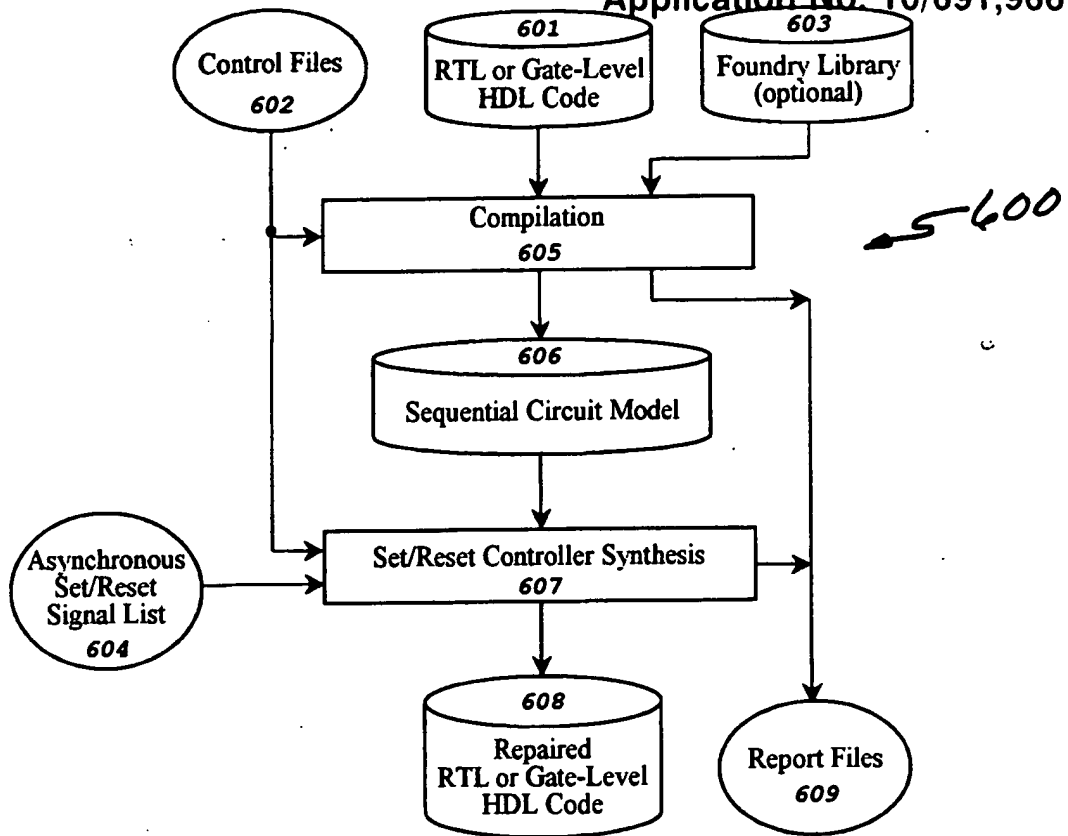 Control Files
602
601
RTL or Gate-Level
HDL Code
603
Foundry Library
(optional)
Compilation
605
600
606
Sequential Circuit Model
Asynchronous
Set/Reset
Signal List
604
Set/Reset Controller Synthesis
607
608
Repaired
RTL or Gate-Level
HDL Code
Report Files
609